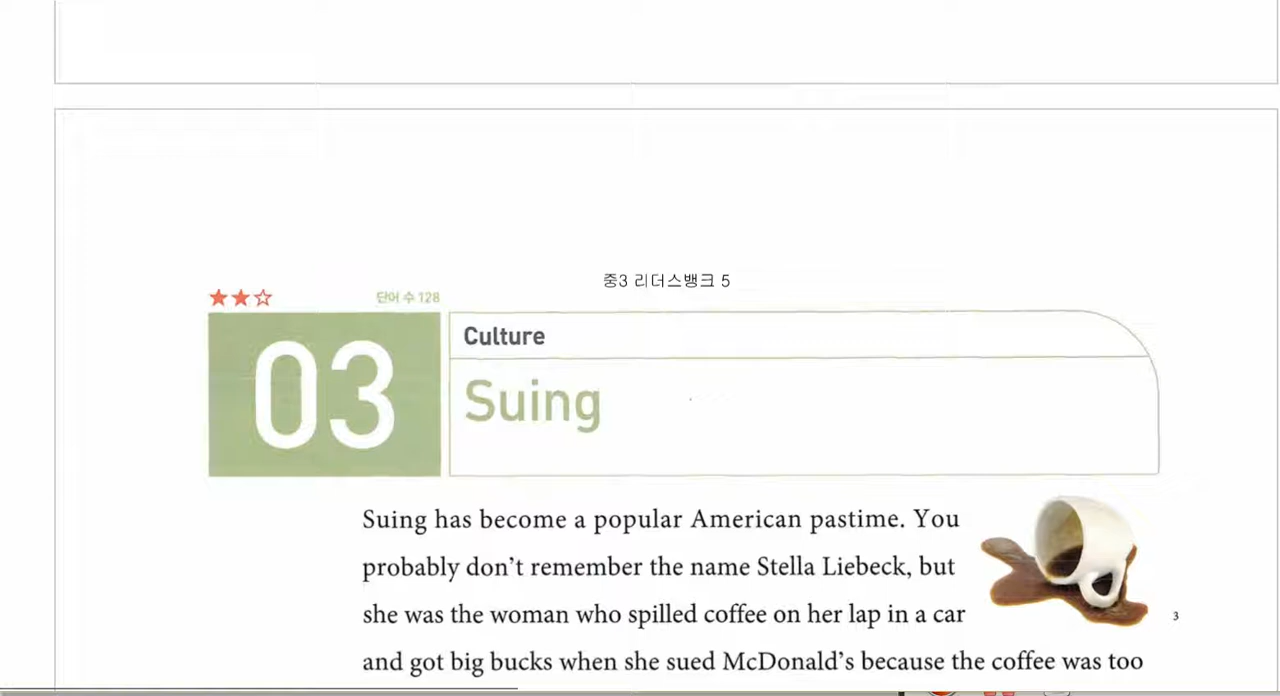 중3 리더스뱅크 5
단어 수 128
03
Culture
Suing
Suing has become a popular American pastime. You
probably don't remember the name Stella Liebeck, but
she was the woman who spilled coffee on her lap in a car
3
and got big bucks when she sued McDonald's because the coffee was too